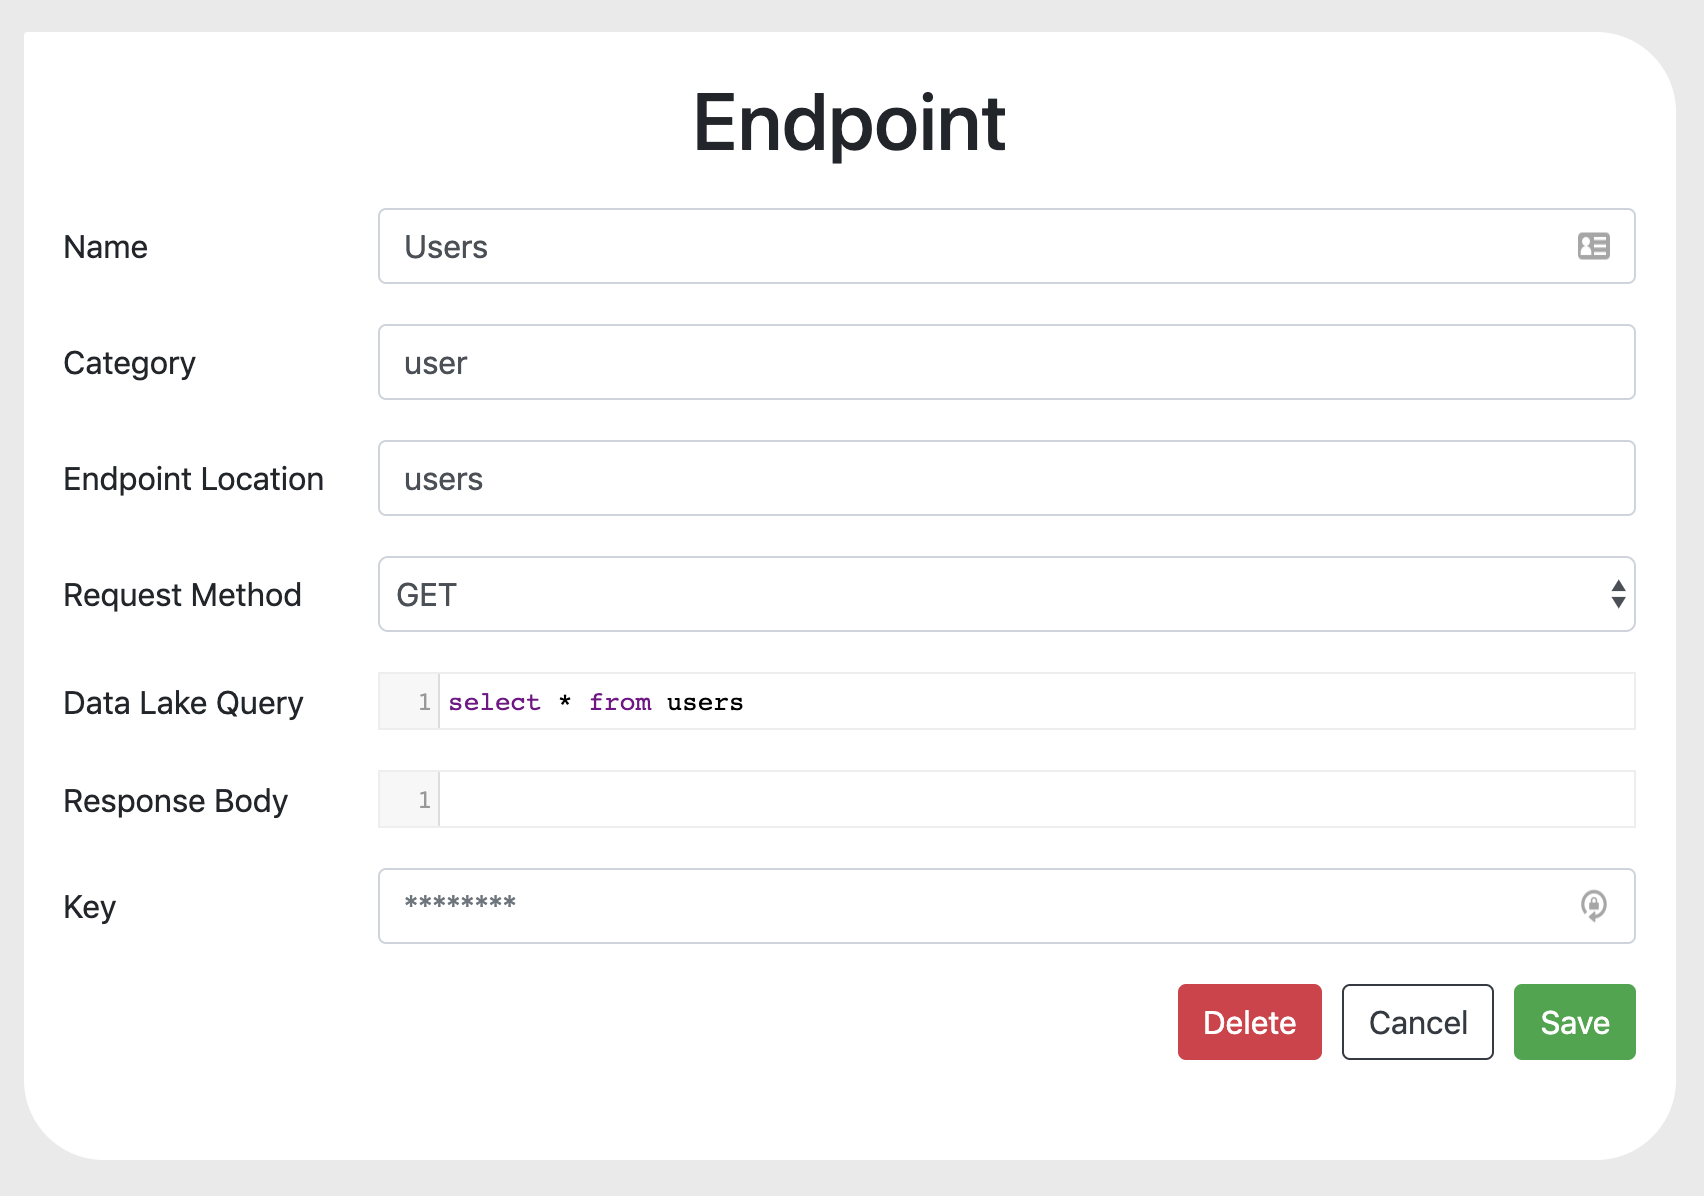 Endpoint
Name
Users
Category
user
Endpoint Location
users
Request Method
GET
Data Lake Query
1 select * from users
Response Body
1
Key
********
Delete
Cancel
Save